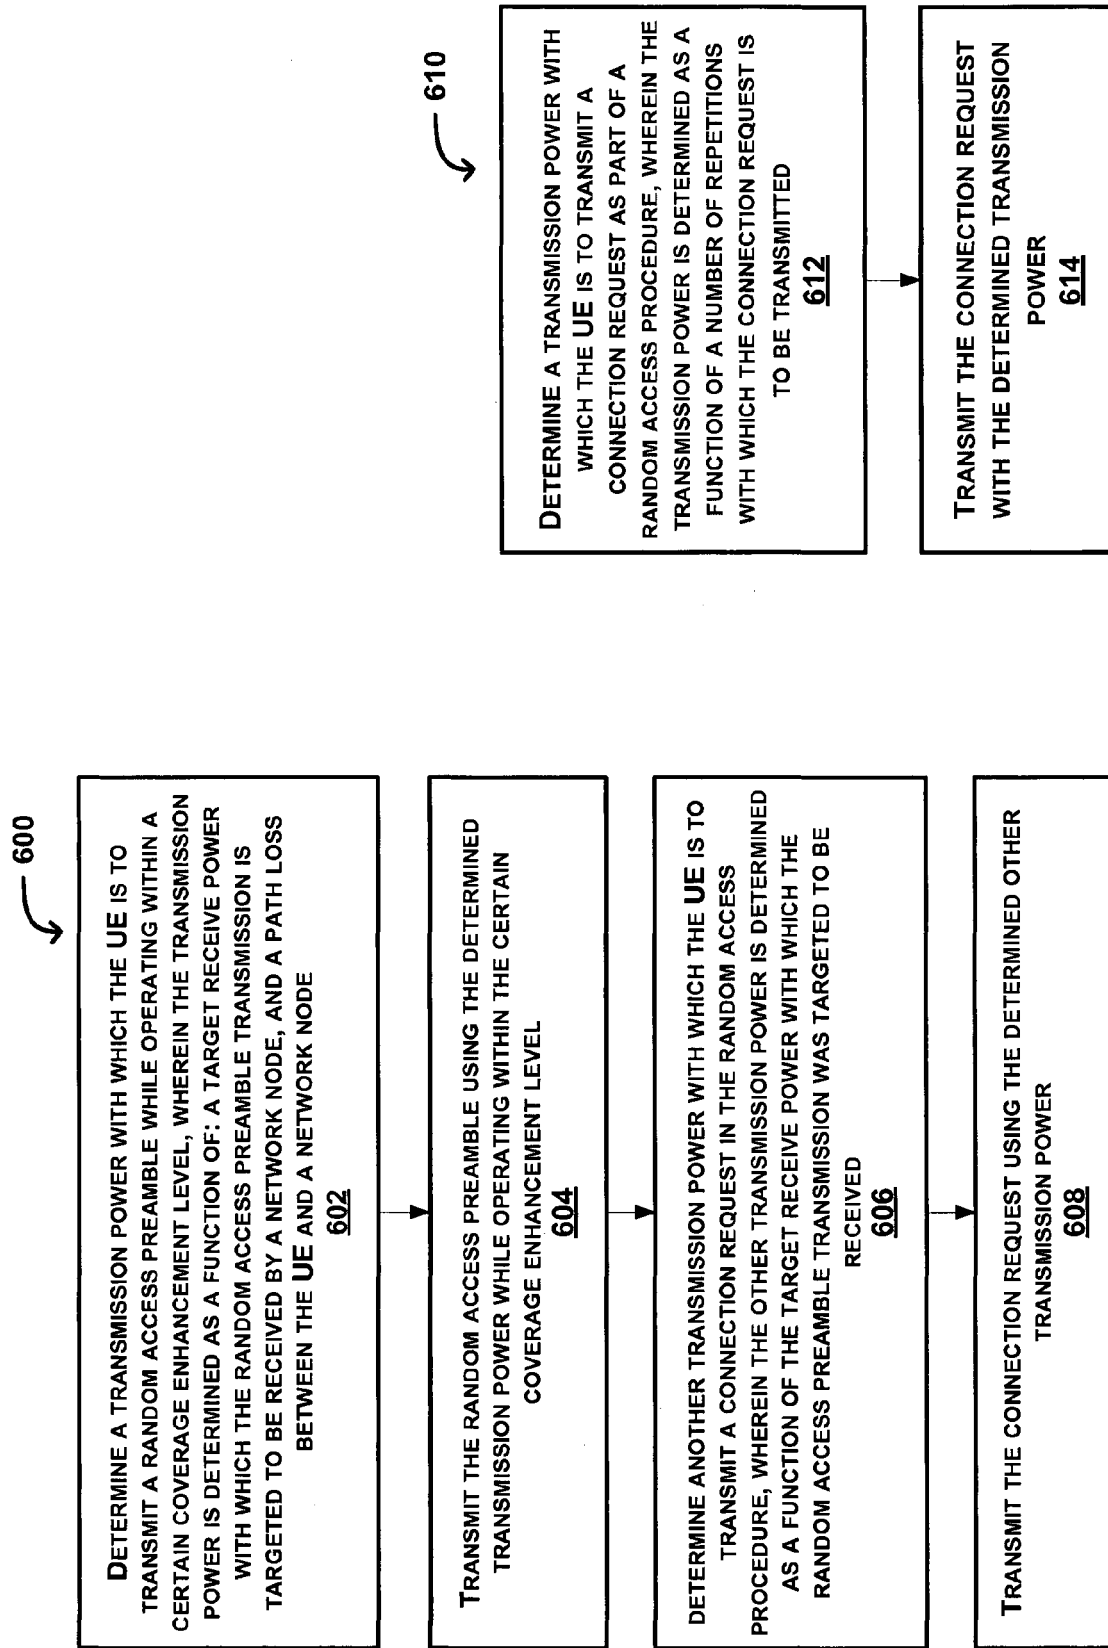 600
DETERMINE A TRANSMISSION POWER WITH WHICH THE UE IS TO
TRANSMIT A RANDOM ACCESS PREAMBLE WHILE OPERATING WITHIN A
CERTAIN COVERAGE ENHANCEMENT LEVEL, WHEREIN THE TRANSMISSION
POWER IS DETERMINED AS A FUNCTION OF: A TARGET RECEIVE POWER
WITH WHICH THE RANDOM ACCESS PREAMBLE TRANSMISSION IS
TARGETED TO BE RECEIVED BY A NETWORK NODE, AND A PATH LOSS
BETWEEN THE UE AND A NETWORK NODE
602
TRANSMIT THE RANDOM ACCESS PREAMBLE USING THE DETERMINED
TRANSMISSION POWER WHILE OPERATING WITHIN THE CERTAIN
COVERAGE ENHANCEMENT LEVEL
604
DETERMINE ANOTHER TRANSMISSION POWER WITH WHICH THE UE IS TO
TRANSMIT A CONNECTION REQUEST IN THE RANDOM ACCESS
PROCEDURE, WHEREIN THE OTHER TRANSMISSION POWER IS DETERMINED
AS A FUNCTION OF THE TARGET RECEIVE POWER WITH WHICH THE
RANDOM ACCESS PREAMBLE TRANSMISSION WAS TARGETED TO BE
RECEIVED
606
TRANSMIT THE CONNECTION REQUEST USING THE DETERMINED OTHER
TRANSMISSION POWER
608
610
DETERMINE A TRANSMISSION POWER WITH
WHICH THE UE IS TO TRANSMIT A
CONNECTION REQUEST AS PART OF A
RANDOM ACCESS PROCEDURE, WHEREIN THE
TRANSMISSION POWER IS DETERMINED AS A
FUNCTION OF A NUMBER OF REPETITIONS
WITH WHICH THE CONNECTION REQUEST IS
TO BE TRANSMITTED
612
TRANSMIT THE CONNECTION REQUEST
WITH THE DETERMINED TRANSMISSION
POWER
614